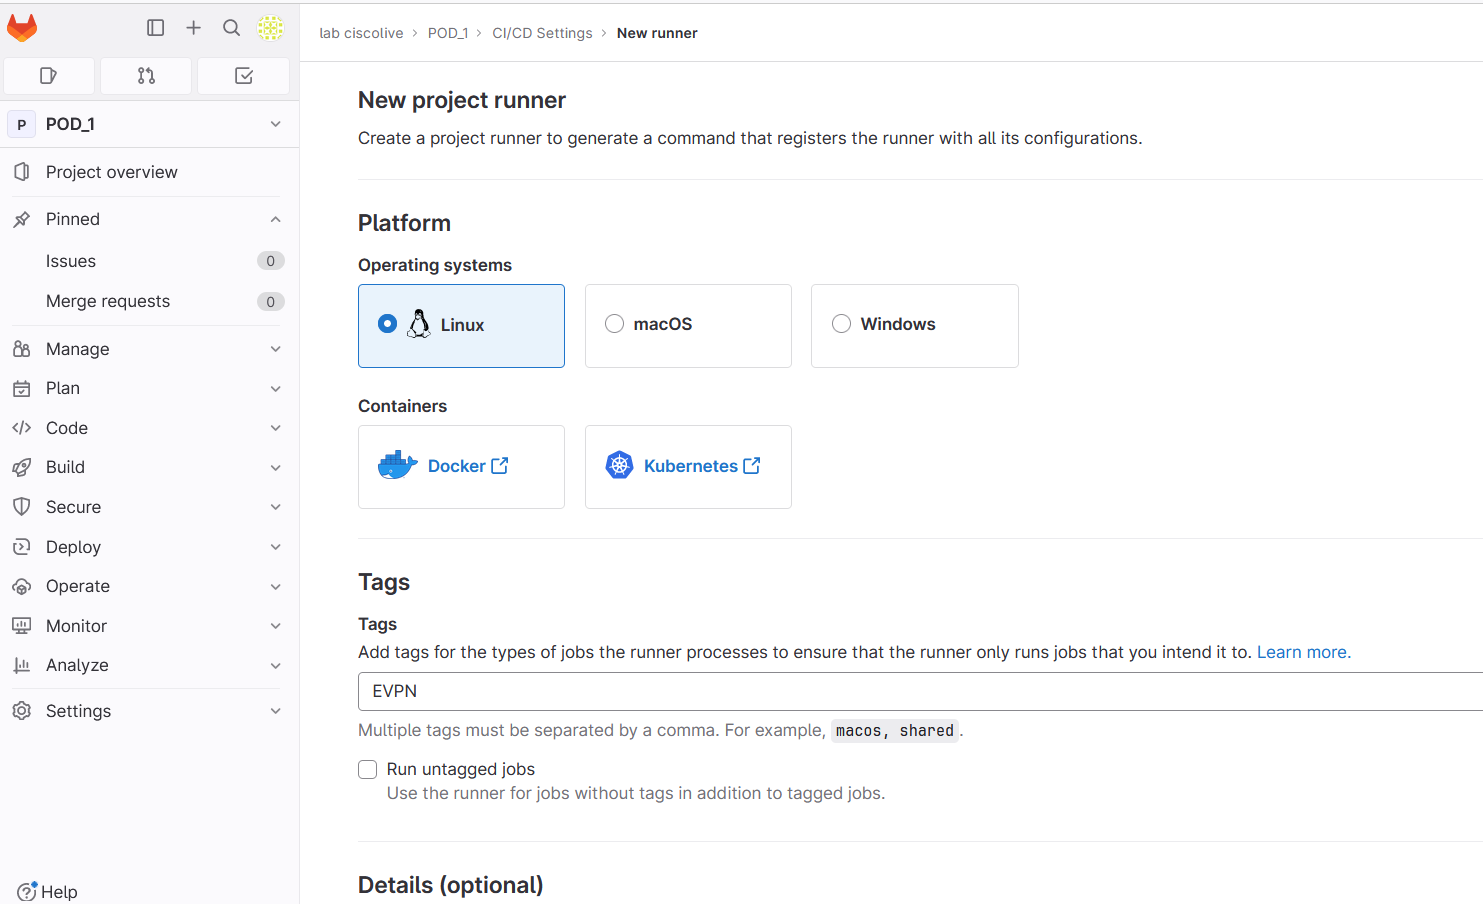 lab ciscolive > POD_1 > CI/CD Settings > New runner
P POD_1
Project overview
Pinned
Issues 0
Merge requests 0
Manage
Plan
Code
Build
Secure
Deploy
Operate
Monitor
Analyze
Settings
Help
New project runner
Create a project runner to generate a command that registers the runner with all its configurations.
Platform
Operating systems
Linux macOS Windows
Containers
Docker Kubernetes
Tags
Tags
Add tags for the types of jobs the runner processes to ensure that the runner only runs jobs that you intend it to. Learn more.
EVPN
Multiple tags must be separated by a comma. For example, macos, shared.
Run untagged jobs
Use the runner for jobs without tags in addition to tagged jobs.
Details (optional)